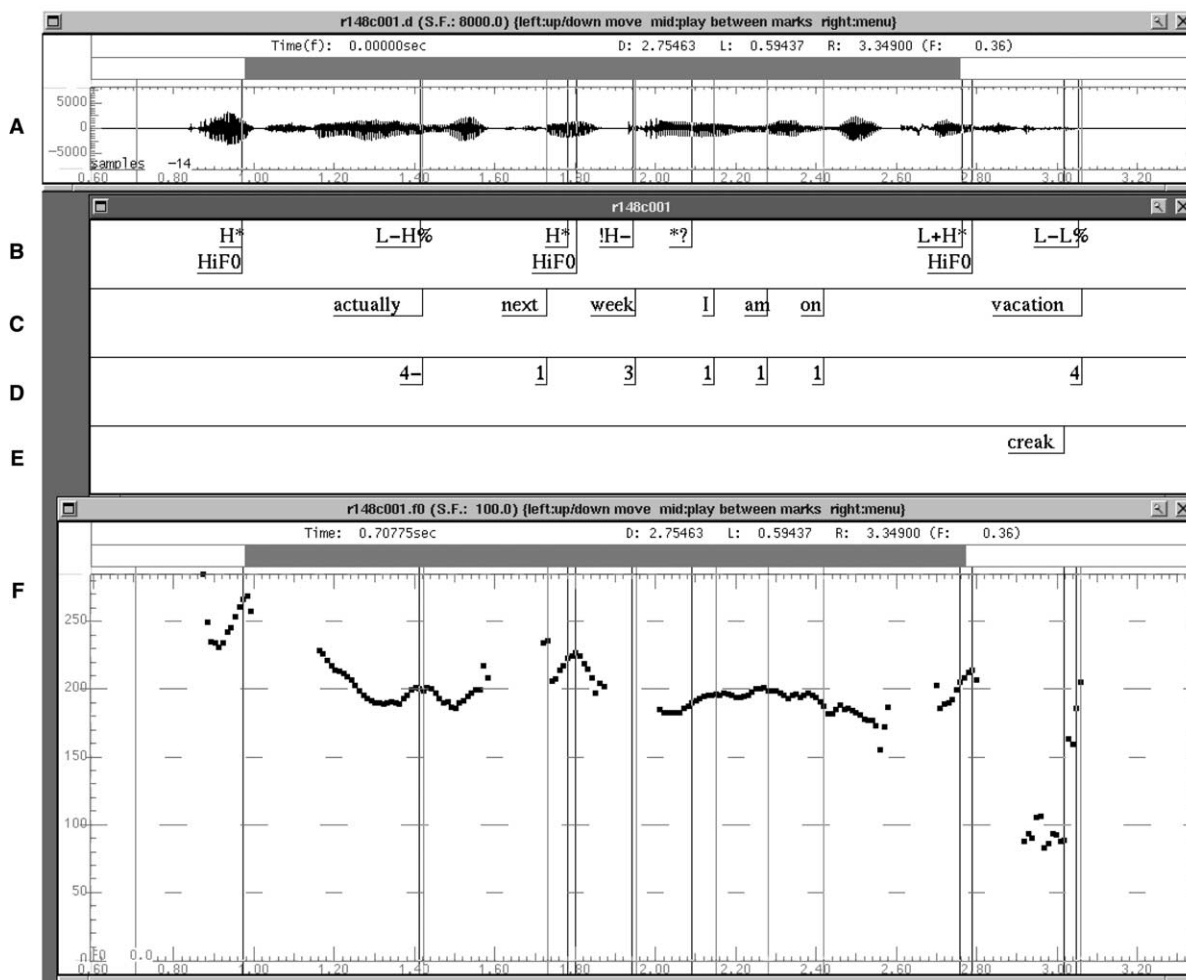 r148c001.d (S.F.: 8000.0) {left:up/down move mid:play between marks right:menu}
Time(f): 0.00000sec D: 2.75463 L: 0.59437 R: 3.34900 (F: 0.36)
A
5000
0
-5000
samples -14
0.60 0.80 1.00 1.20 1.40 1.60 1.80 2.00 2.20 2.40 2.60 2.80 3.00 3.20
r148c001
B
H* L-H% H* !H- *? L+H* L-L%
HiF0 HiF0 HiF0
C
actually next week I am on vacation
D
4- 1 3 1 1 1 4
E
creak
r148c001.f0 (S.F.: 100.0) {left:up/down move mid:play between marks right:menu}
Time: 0.70775sec D: 2.75463 L: 0.59437 R: 3.34900 (F: 0.36)
F
250
200
150
100
50
F0 0.0
0.60 0.80 1.00 1.20 1.40 1.60 1.80 2.00 2.20 2.40 2.60 2.80 3.00 3.20